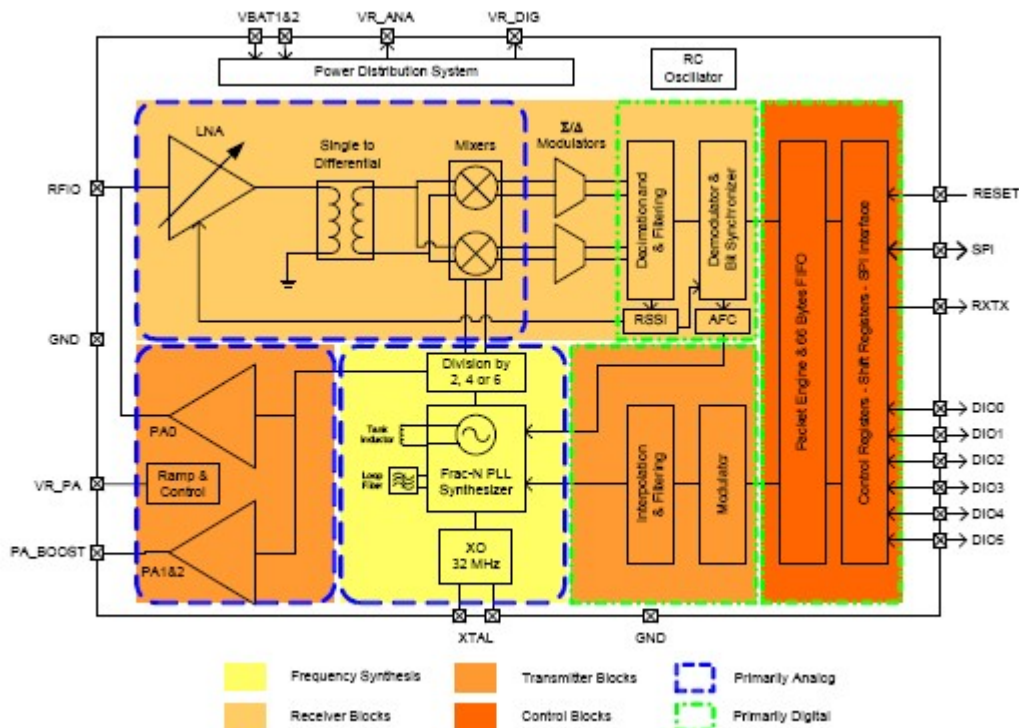 VBAT1&2
VR_ANA
VR_DIG
Power Distribution System
RC
Oscillator
LNA
Single to
Differential
Mixers
Σ/Δ
Modulators
Decimation and
& Filtering
Demodulator &
Bit Synchronizer
RSSI
AFC
Packet Engine & 66 Bytes FIFO
Control Registers - Shift Registers - SPI Interface
RFIO
GND
VR_PA
PA_BOOST
RESET
SPI
RXTX
DIO0
DIO1
DIO2
DIO3
DIO4
DIO5
PA0
Ramp &
Control
PA1&2
Division by
2, 4 or 6
Tank
Inductor
Loop
Filter
Frac-N PLL
Synthesizer
XO
32 MHz
Interpolation
& Filtering
Modulator
XTAL
GND
Frequency Synthesis
Transmitter Blocks
Primarily Analog
Receiver Blocks
Control Blocks
Primarily Digital